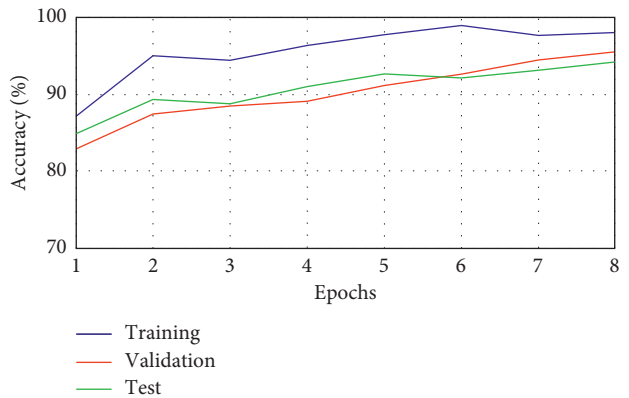 100
90
80
70
Accuracy (%)
1 2 3 4 5 6 7 8
Epochs
Training
Validation
Test